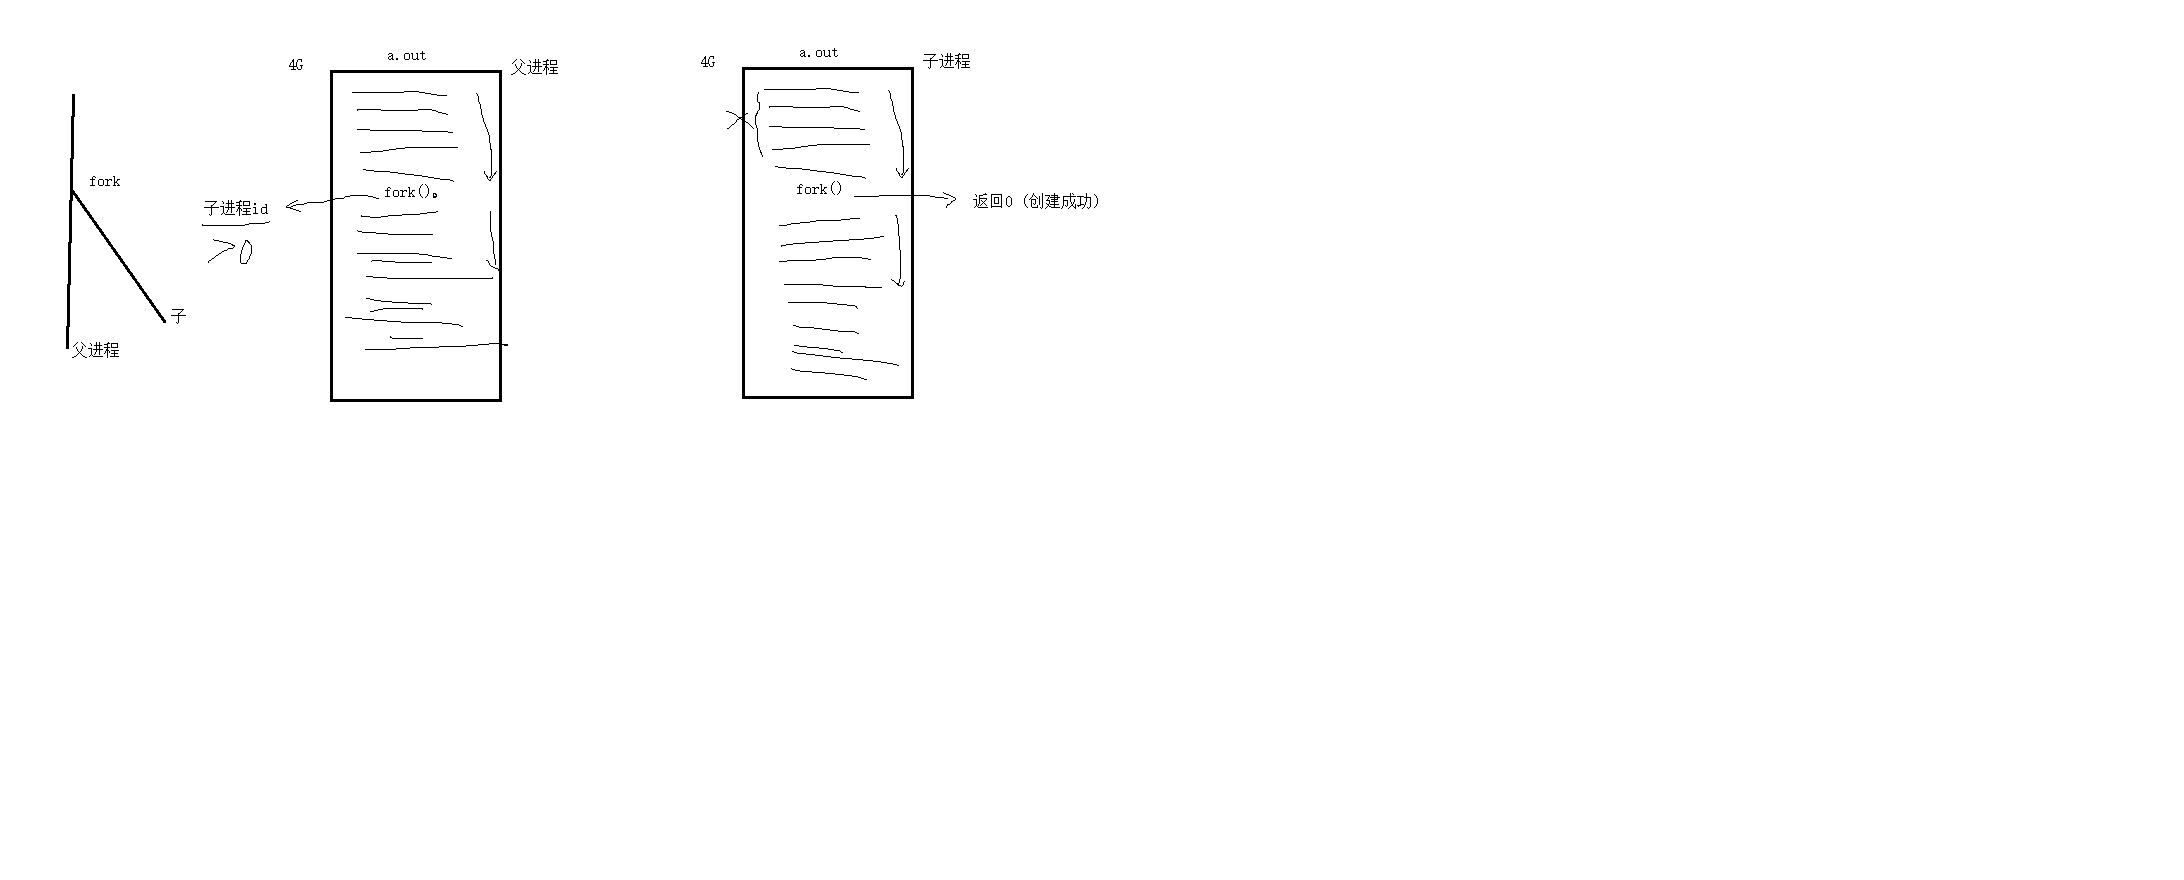 fork
子
父进程
4G
a.out
父进程
fork()。
子进程id
>0
4G
a.out
子进程
fork()
返回0（创建成功）